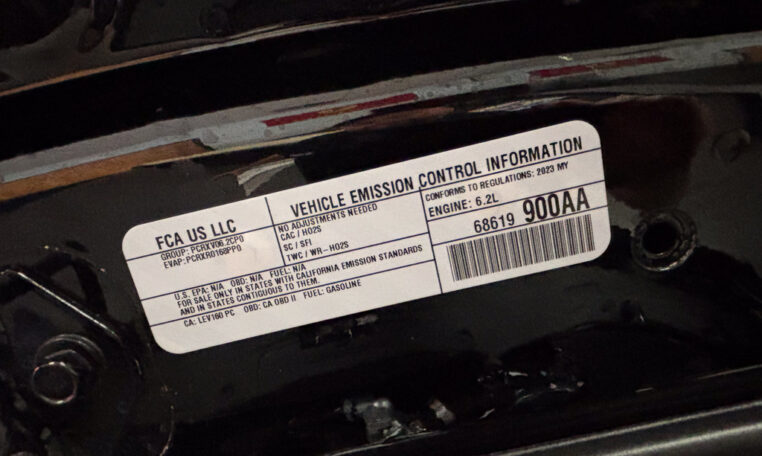 VEHICLE EMISSION CONTROL INFORMATION
FCA US LLC
GROUP: PCRXV06.2CP0
EVAP: PCRXR0168PP0
NO ADJUSTMENTS NEEDED
CAC / HO2S
SC / SFI
TWC / WR-HO2S
CONFORMS TO REGULATIONS: 2023 MY
ENGINE: 6.2L
68619 900AA
U.S. EPA: N/A OBD: N/A FUEL: N/A
FOR SALE ONLY IN STATES WITH CALIFORNIA EMISSION STANDARDS
AND IN STATES CONTIGUOUS TO THEM.
CA: LEV160 PC OBD: CA OBD II FUEL: GASOLINE